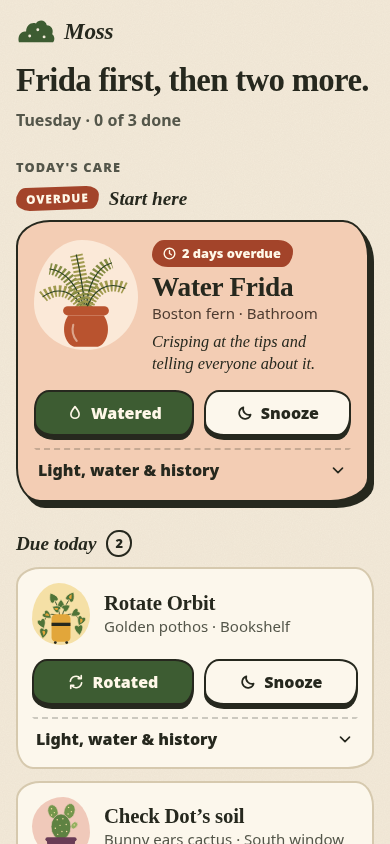 Moss
Frida first, then two more.
Tuesday · 0 of 3 done
TODAY'S CARE
OVERDUE Start here
2 days overdue
Water Frida
Boston fern · Bathroom
Crisping at the tips and
telling everyone about it.
Watered Snooze
Light, water & history
Due today 2
Rotate Orbit
Golden pothos · Bookshelf
Rotated Snooze
Light, water & history
Check Dot’s soil
Bunny ears cactus · South window